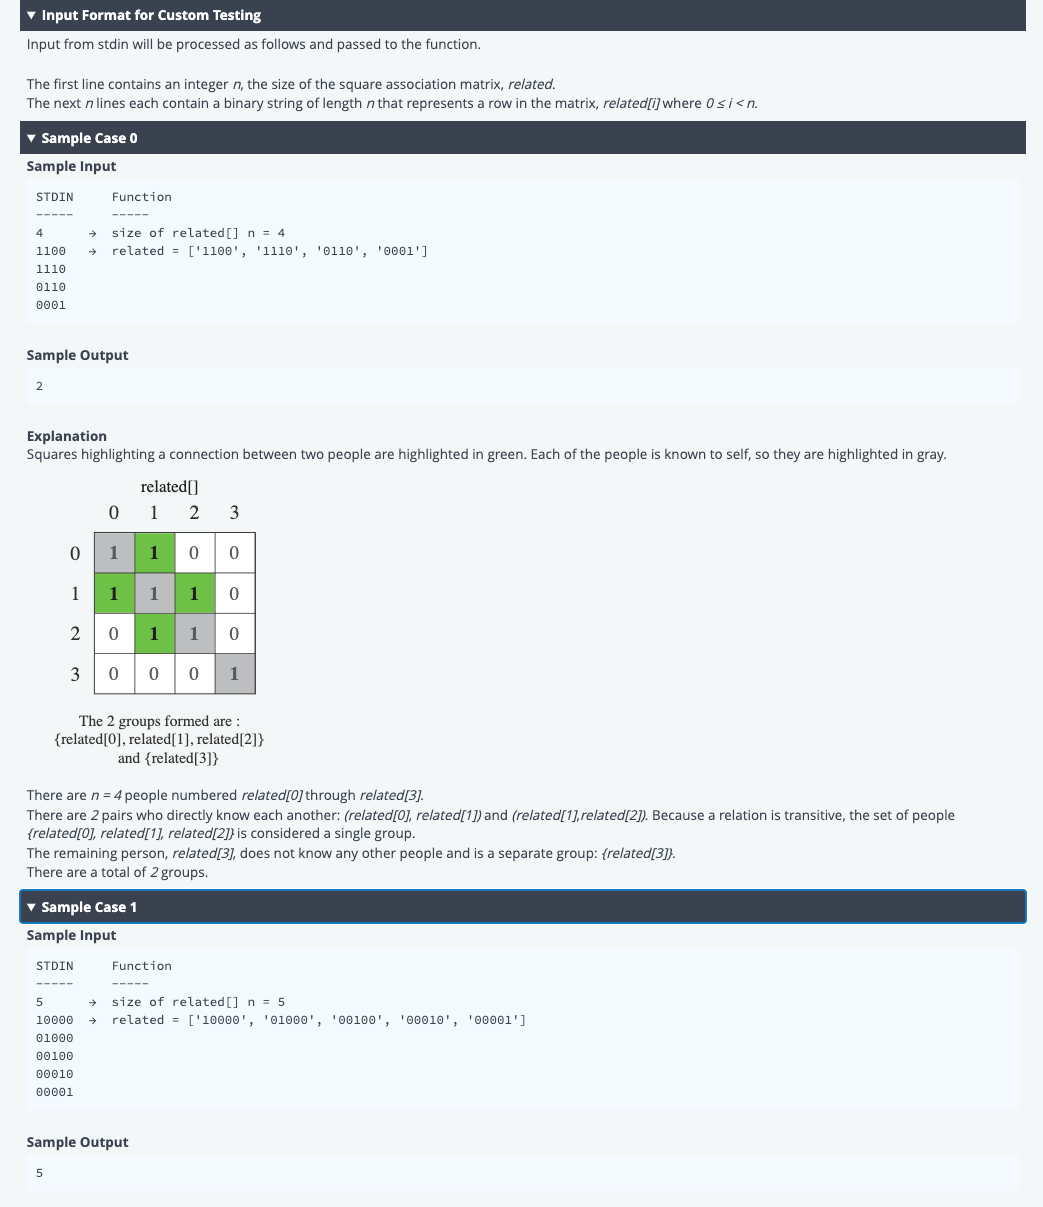 ▼ Input Format for Custom Testing
Input from stdin will be processed as follows and passed to the function.
The first line contains an integer n, the size of the square association matrix, related.
The next n lines each contain a binary string of length n that represents a row in the matrix, related[i] where 0 ≤ i < n.
▼ Sample Case 0
Sample Input
STDIN Function
----- -----
4 → size of related[] n = 4
1100 → related = ['1100', '1110', '0110', '0001']
1110
0110
0001
Sample Output
2
Explanation
Squares highlighting a connection between two people are highlighted in green. Each of the people is known to self, so they are highlighted in gray.
related[]
0 1 2 3
0 1 1 0 0
1 1 1 1 0
2 0 1 1 0
3 0 0 0 1
The 2 groups formed are :
{related[0], related[1], related[2]}
and {related[3]}
There are n = 4 people numbered related[0] through related[3].
There are 2 pairs who directly know each another: (related[0], related[1]) and (related[1],related[2]). Because a relation is transitive, the set of people
{related[0], related[1], related[2]} is considered a single group.
The remaining person, related[3], does not know any other people and is a separate group: {related[3]}.
There are a total of 2 groups.
▼ Sample Case 1
Sample Input
STDIN Function
----- -----
5 → size of related[] n = 5
10000 → related = ['10000', '01000', '00100', '00010', '00001']
01000
00100
00010
00001
Sample Output
5